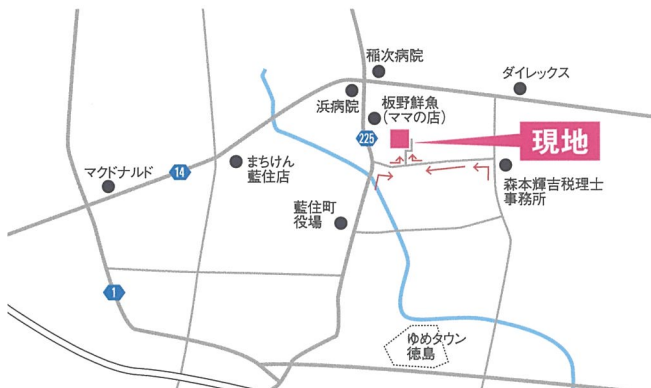 稲次病院
ダイレックス
浜病院
板野鮮魚
(ママの店)
225
現地
まちけん
藍住店
マクドナルド
14
森本輝吉税理士
事務所
藍住町
役場
1
ゆめタウン
徳島